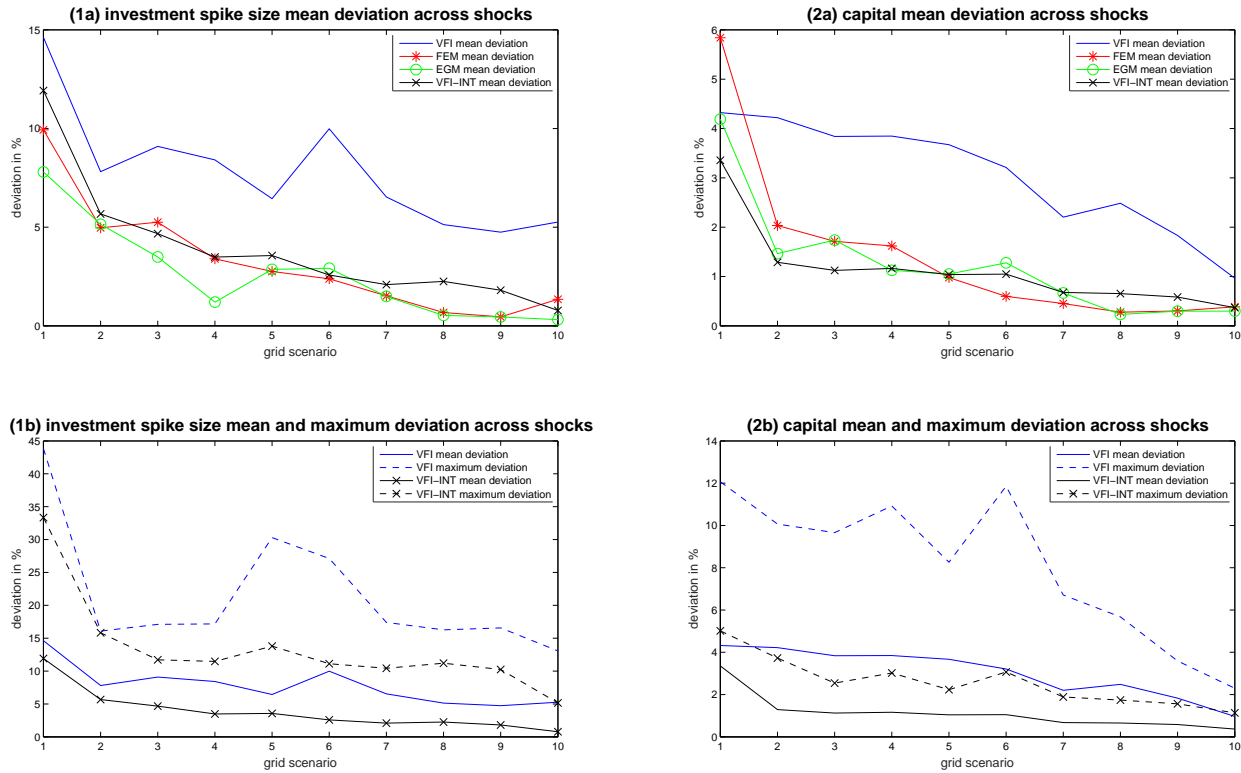 (1a) investment spike size mean deviation across shocks
15
10
5
0
deviation in %
VFI mean deviation
FEM mean deviation
EGM mean deviation
VFI−INT mean deviation
1 2 3 4 5 6 7 8 9 10
grid scenario
(2a) capital mean deviation across shocks
6
5
4
3
2
1
0
deviation in %
VFI mean deviation
FEM mean deviation
EGM mean deviation
VFI−INT mean deviation
1 2 3 4 5 6 7 8 9 10
grid scenario
(1b) investment spike size mean and maximum deviation across shocks
45
40
35
30
25
20
15
10
5
0
deviation in %
VFI mean deviation
VFI maximum deviation
VFI−INT mean deviation
VFI−INT maximum deviation
1 2 3 4 5 6 7 8 9 10
grid scenario
(2b) capital mean and maximum deviation across shocks
14
12
10
8
6
4
2
0
deviation in %
VFI mean deviation
VFI maximum deviation
VFI−INT mean deviation
VFI−INT maximum deviation
1 2 3 4 5 6 7 8 9 10
grid scenario